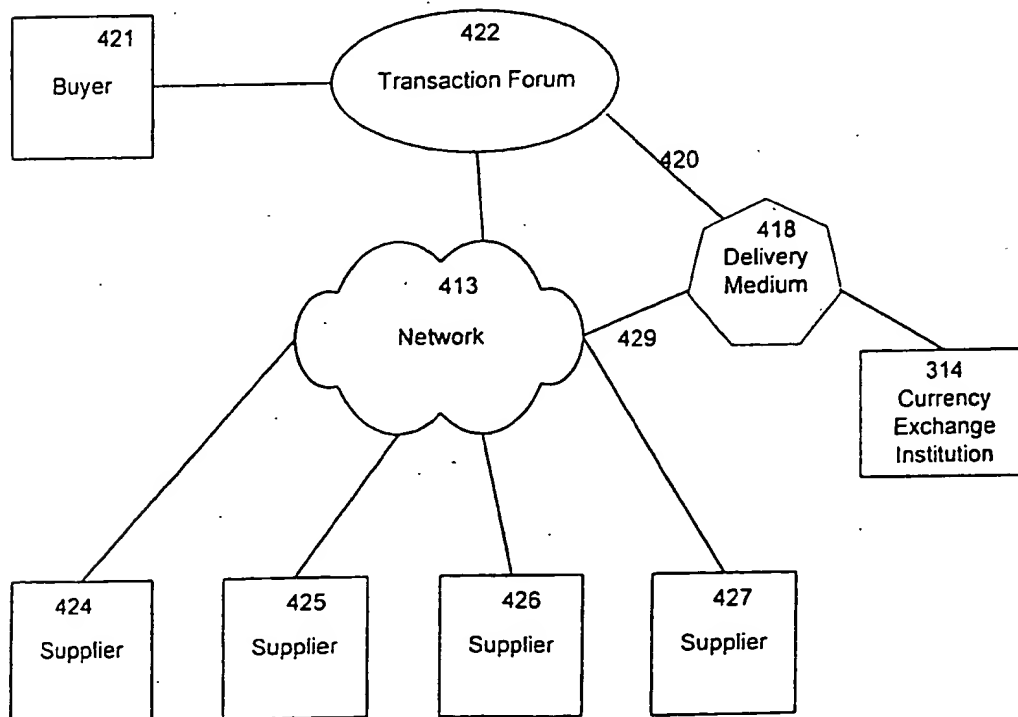 421
Buyer
422
Transaction Forum
420
418
Delivery
Medium
413
Network
429
314
Currency
Exchange
Institution
424
Supplier
425
Supplier
426
Supplier
427
Supplier